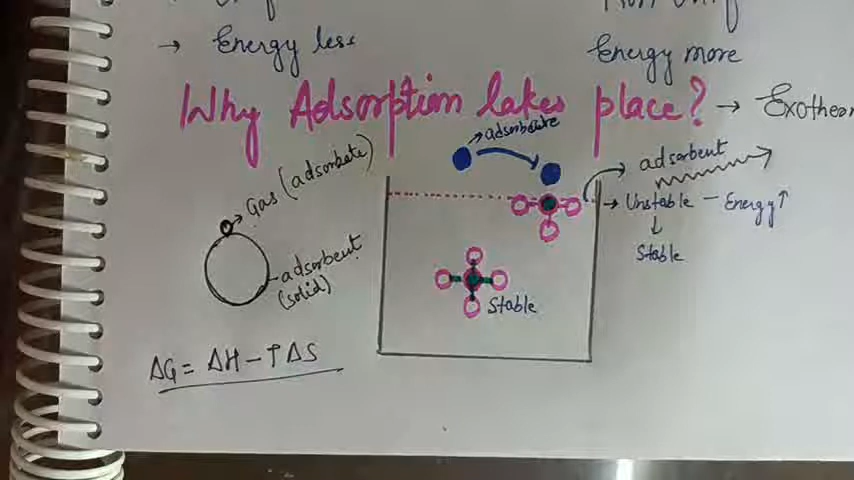 → Energy less
Energy more
Why Adsorption takes place? → Exother
→ adsorbate
Gas (adsorbate)
adsorbent
→ Unstable – Energy↑
↓
Stable
adsorbent
(solid)
Stable
ΔG = ΔH – TΔS